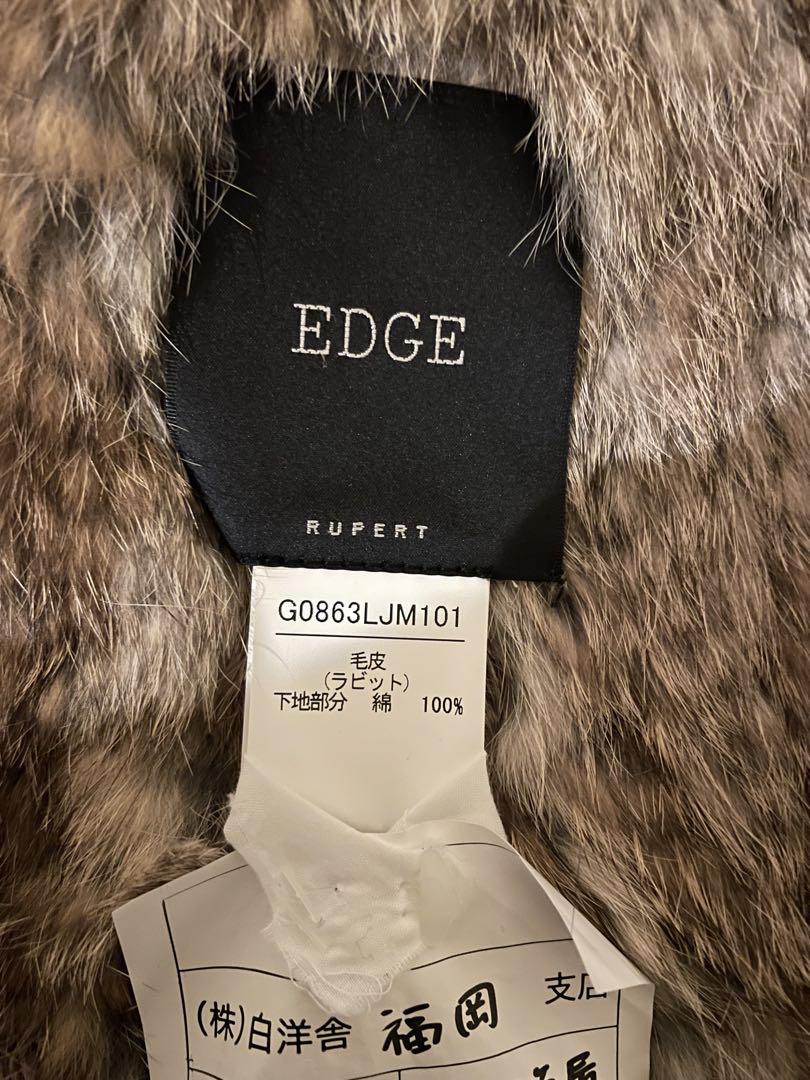 EDGE
RUPERT
G0863LJM101
毛皮
(ラビット)
下地部分 綿 100%
(株)白洋舎 福岡 支店